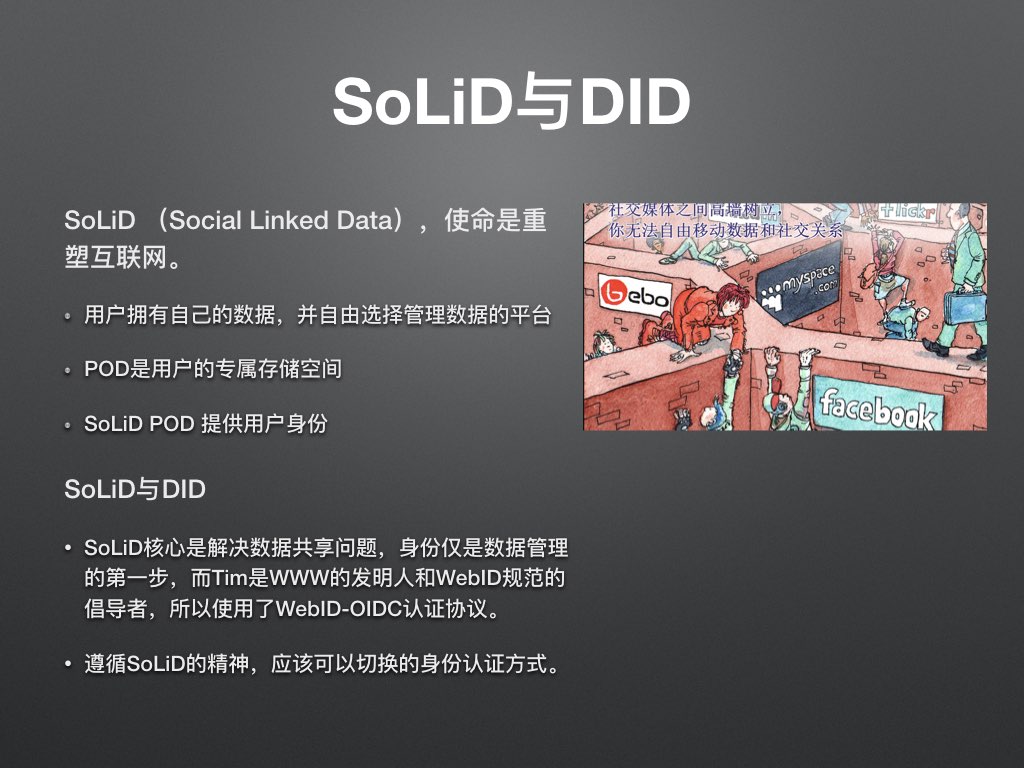 SoLiD与DID
SoLiD （Social Linked Data），使命是重
塑互联网。
• 用户拥有自己的数据，并自由选择管理数据的平台
• POD是用户的专属存储空间
• SoLiD POD 提供用户身份
SoLiD与DID
• SoLiD核心是解决数据共享问题，身份仅是数据管理
的第一步，而Tim是WWW的发明人和WebID规范的
倡导者，所以使用了WebID-OIDC认证协议。
• 遵循SoLiD的精神，应该可以切换的身份认证方式。
社交媒体之间高墙树立，
你无法自由移动数据和社交关系
flickr
bebo
myspace
.com
facebook